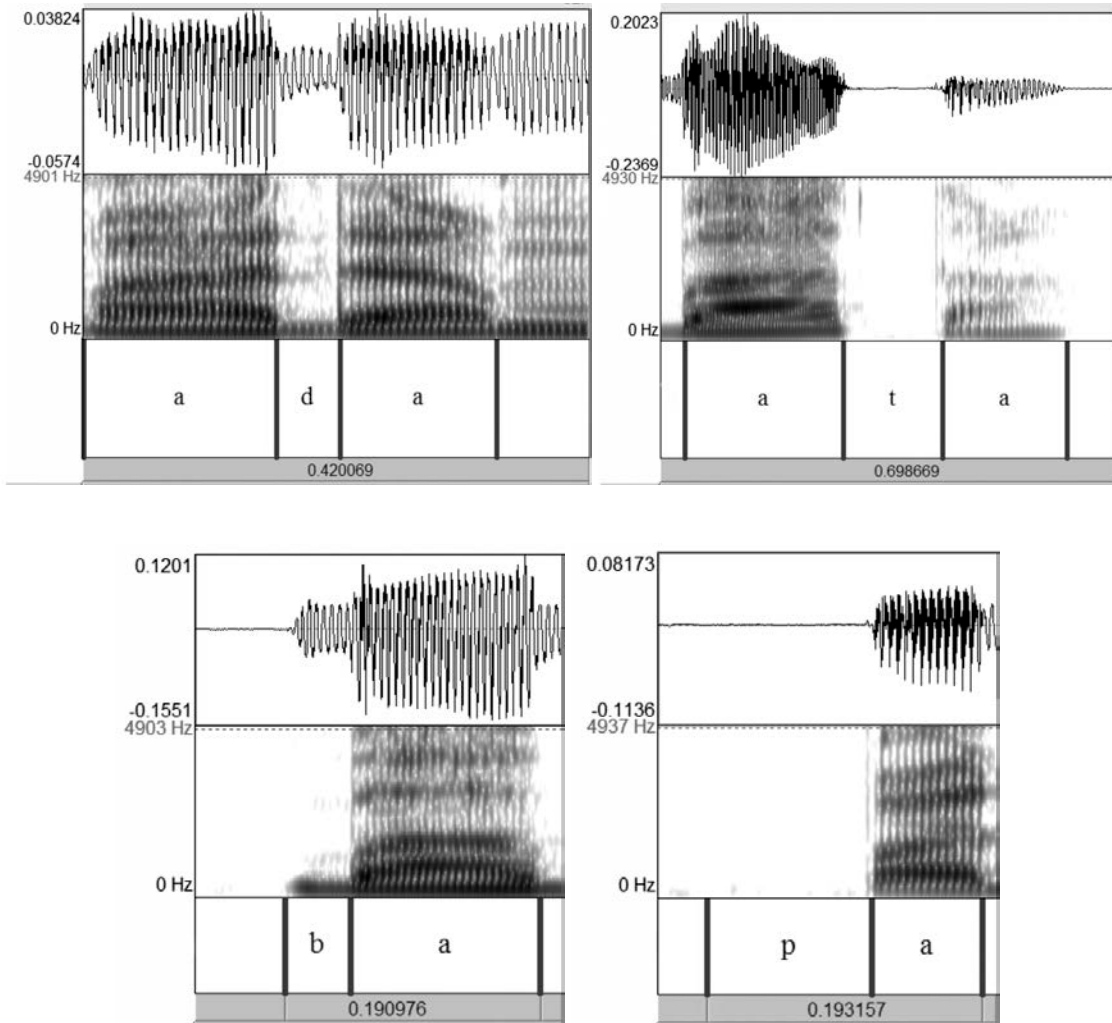 0.03824
-0.0574
4901 Hz
0 Hz
a d a
0.420069
0.2023
-0.2369
4930 Hz
0 Hz
a t a
0.698669
0.1201
-0.1551
4903 Hz
0 Hz
b a
0.190976
0.08173
-0.1136
4937 Hz
0 Hz
p a
0.193157